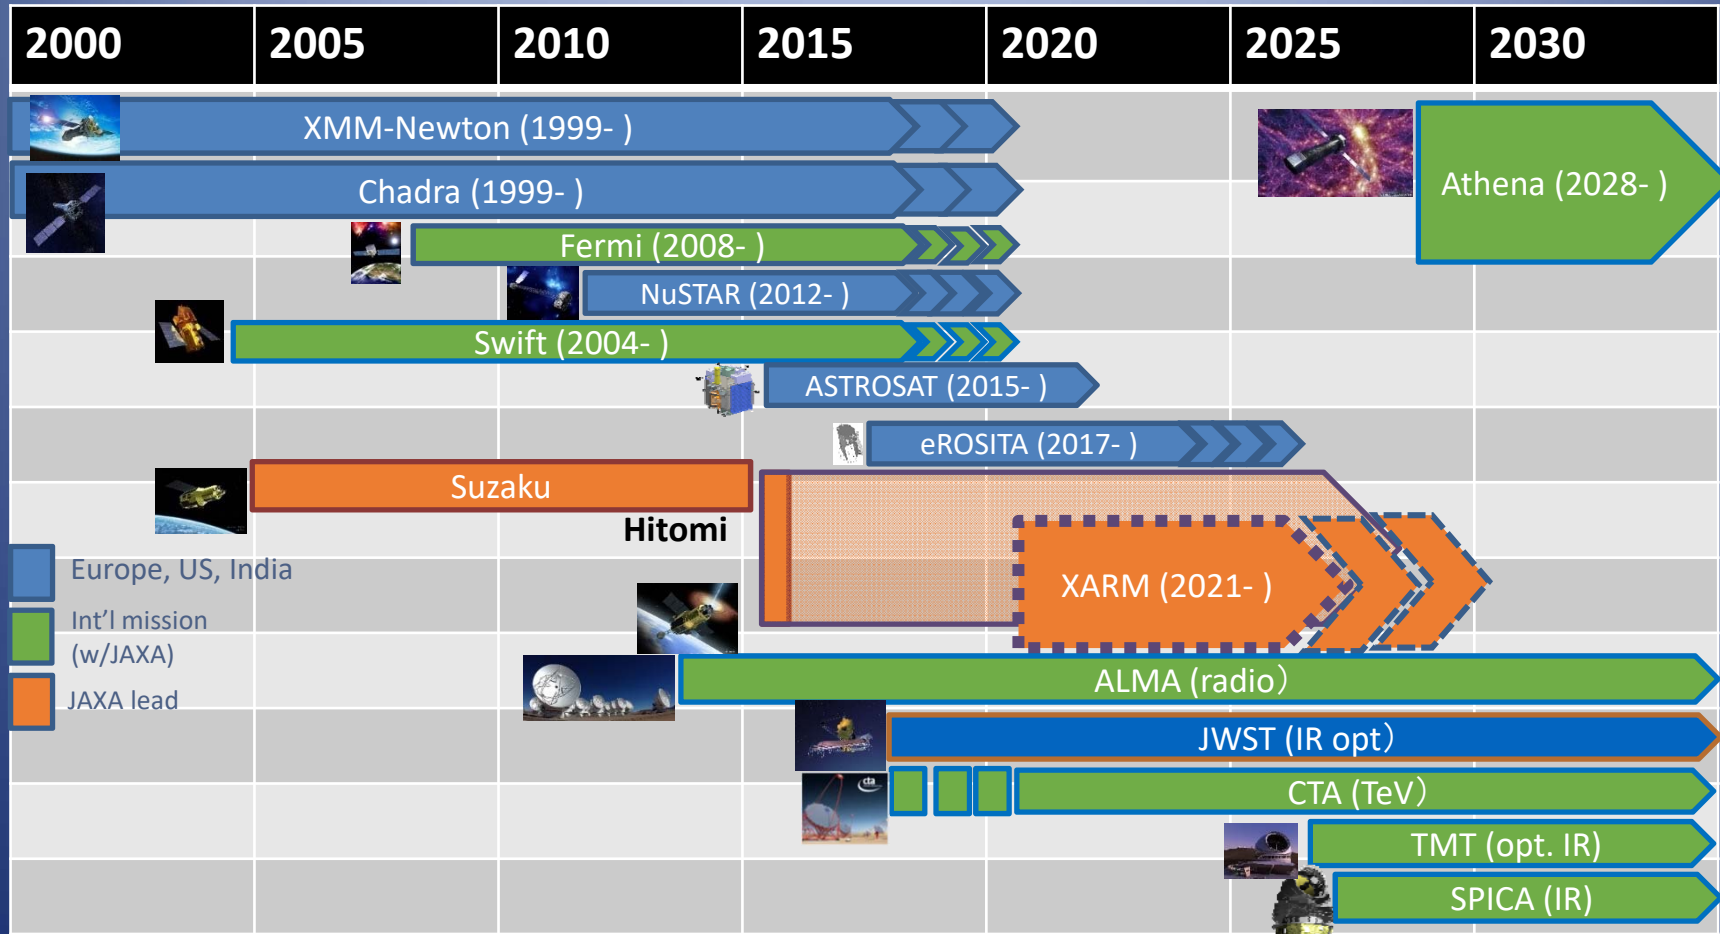 2000 2005 2010 2015 2020 2025 2030
XMM-Newton (1999- )
Chadra (1999- )
Athena (2028- )
Fermi (2008- )
NuSTAR (2012- )
Swift (2004- )
ASTROSAT (2015- )
eROSITA (2017- )
Suzaku
Hitomi
XARM (2021- )
Europe, US, India
Int'l mission
(w/JAXA)
JAXA lead
ALMA (radio）
JWST (IR opt）
cta
CTA (TeV）
TMT (opt. IR)
SPICA (IR)